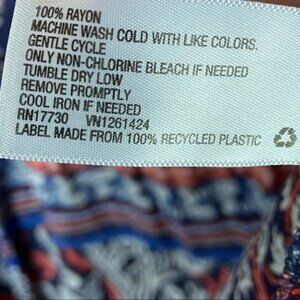 100% RAYON
MACHINE WASH COLD WITH LIKE COLORS.
GENTLE CYCLE
ONLY NON-CHLORINE BLEACH IF NEEDED
TUMBLE DRY LOW
REMOVE PROMPTLY
COOL IRON IF NEEDED
RN17730 VN1261424
LABEL MADE FROM 100% RECYCLED PLASTIC